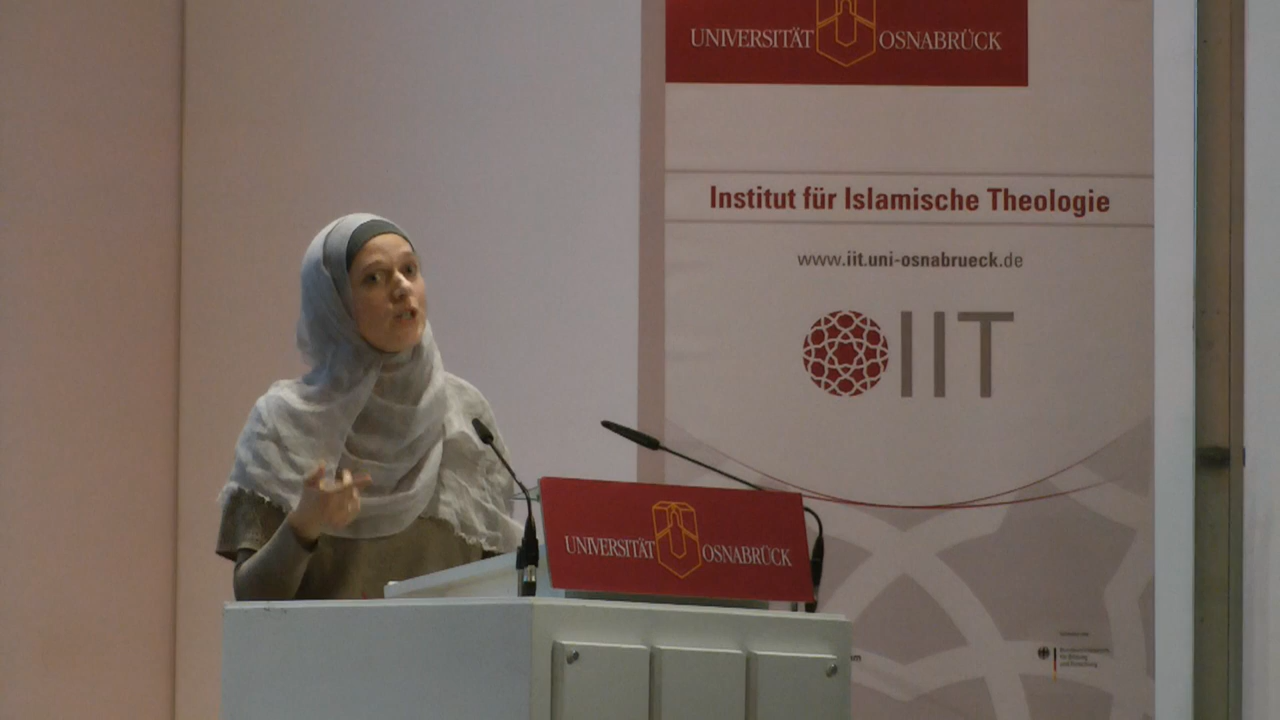 UNIVERSITÄT OSNABRÜCK
Institut für Islamische Theologie
www.iit.uni-osnabrueck.de
IIT
UNIVERSITÄT OSNABRÜCK